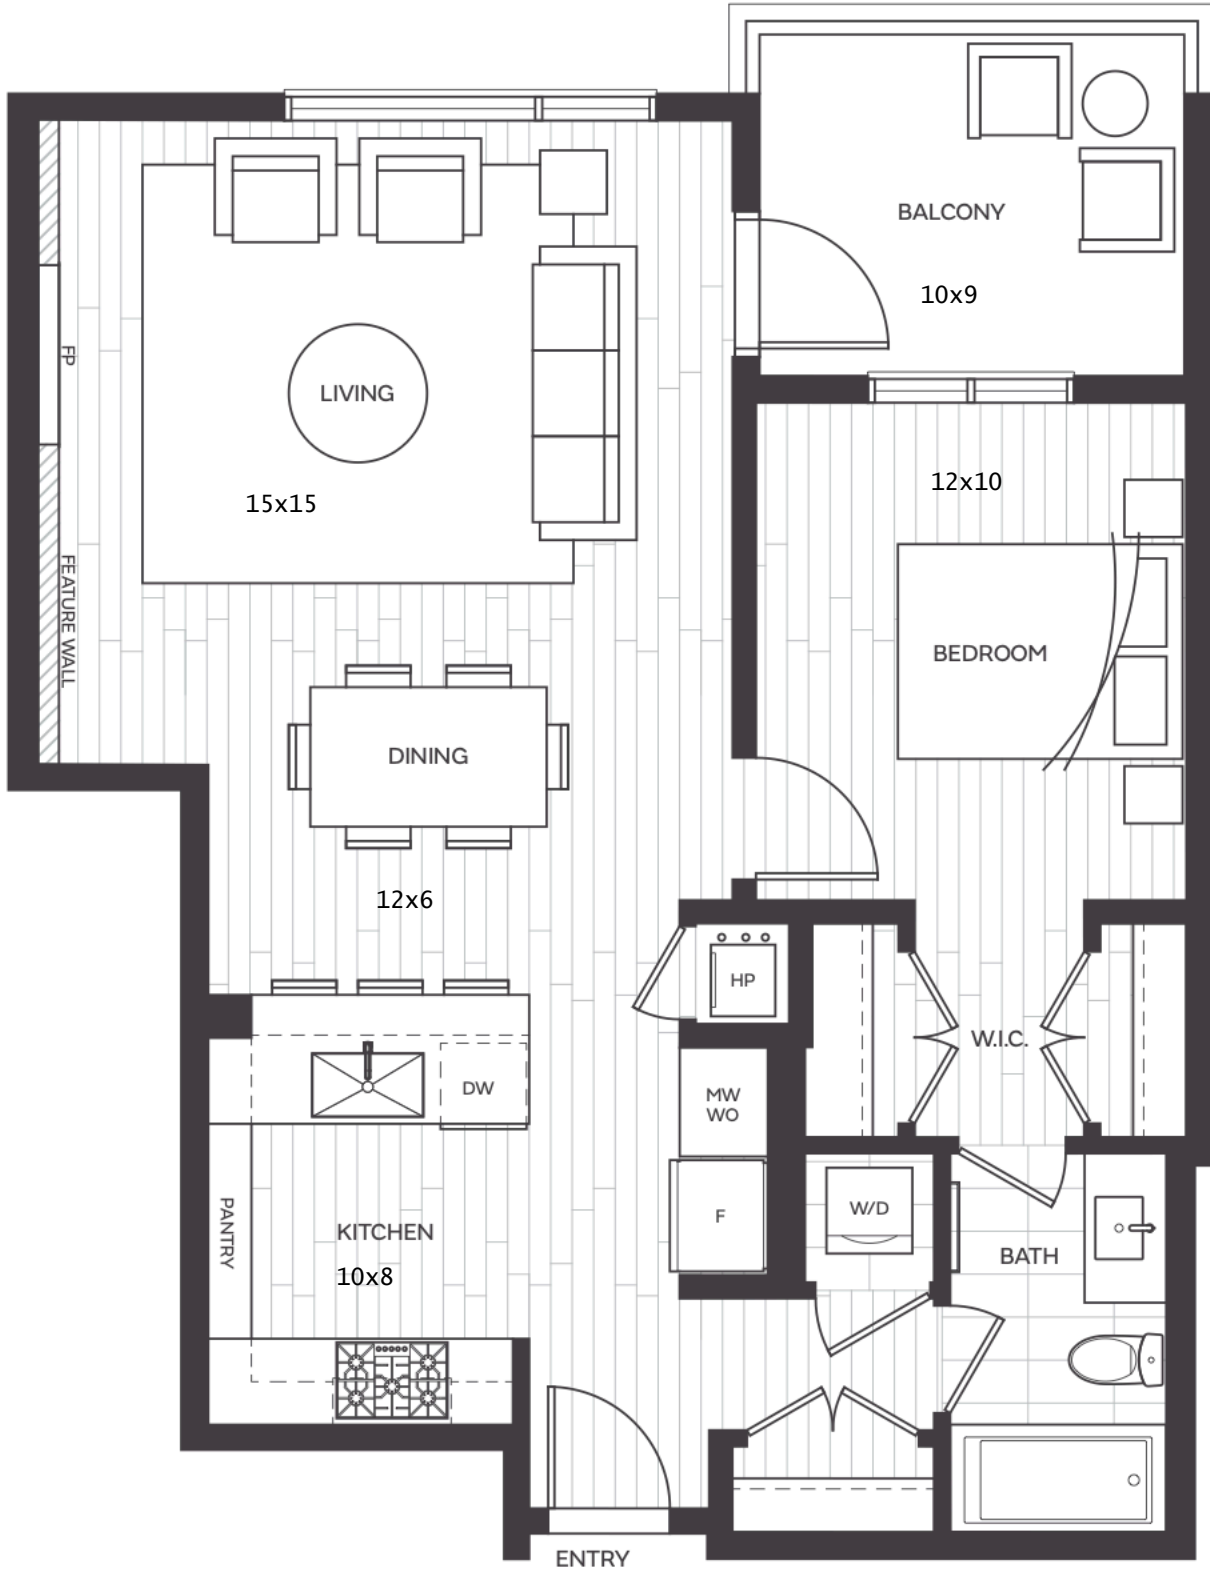 BALCONY
10x9
FP
LIVING
15x15
12x10
FEATURE WALL
BEDROOM
DINING
12x6
HP
W.I.C.
DW
MW
WO
PANTRY
KITCHEN
10x8
F
W/D
BATH
ENTRY